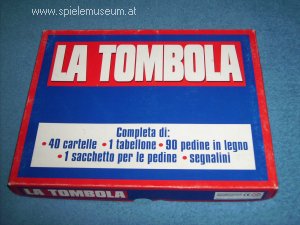 www.spielemuseum.at
LA TOMBOLA
Completa di:
• 40 cartelle • 1 tabellone • 90 pedine in legno
• 1 sacchetto per le pedine • segnalini
LA TOMBOLA